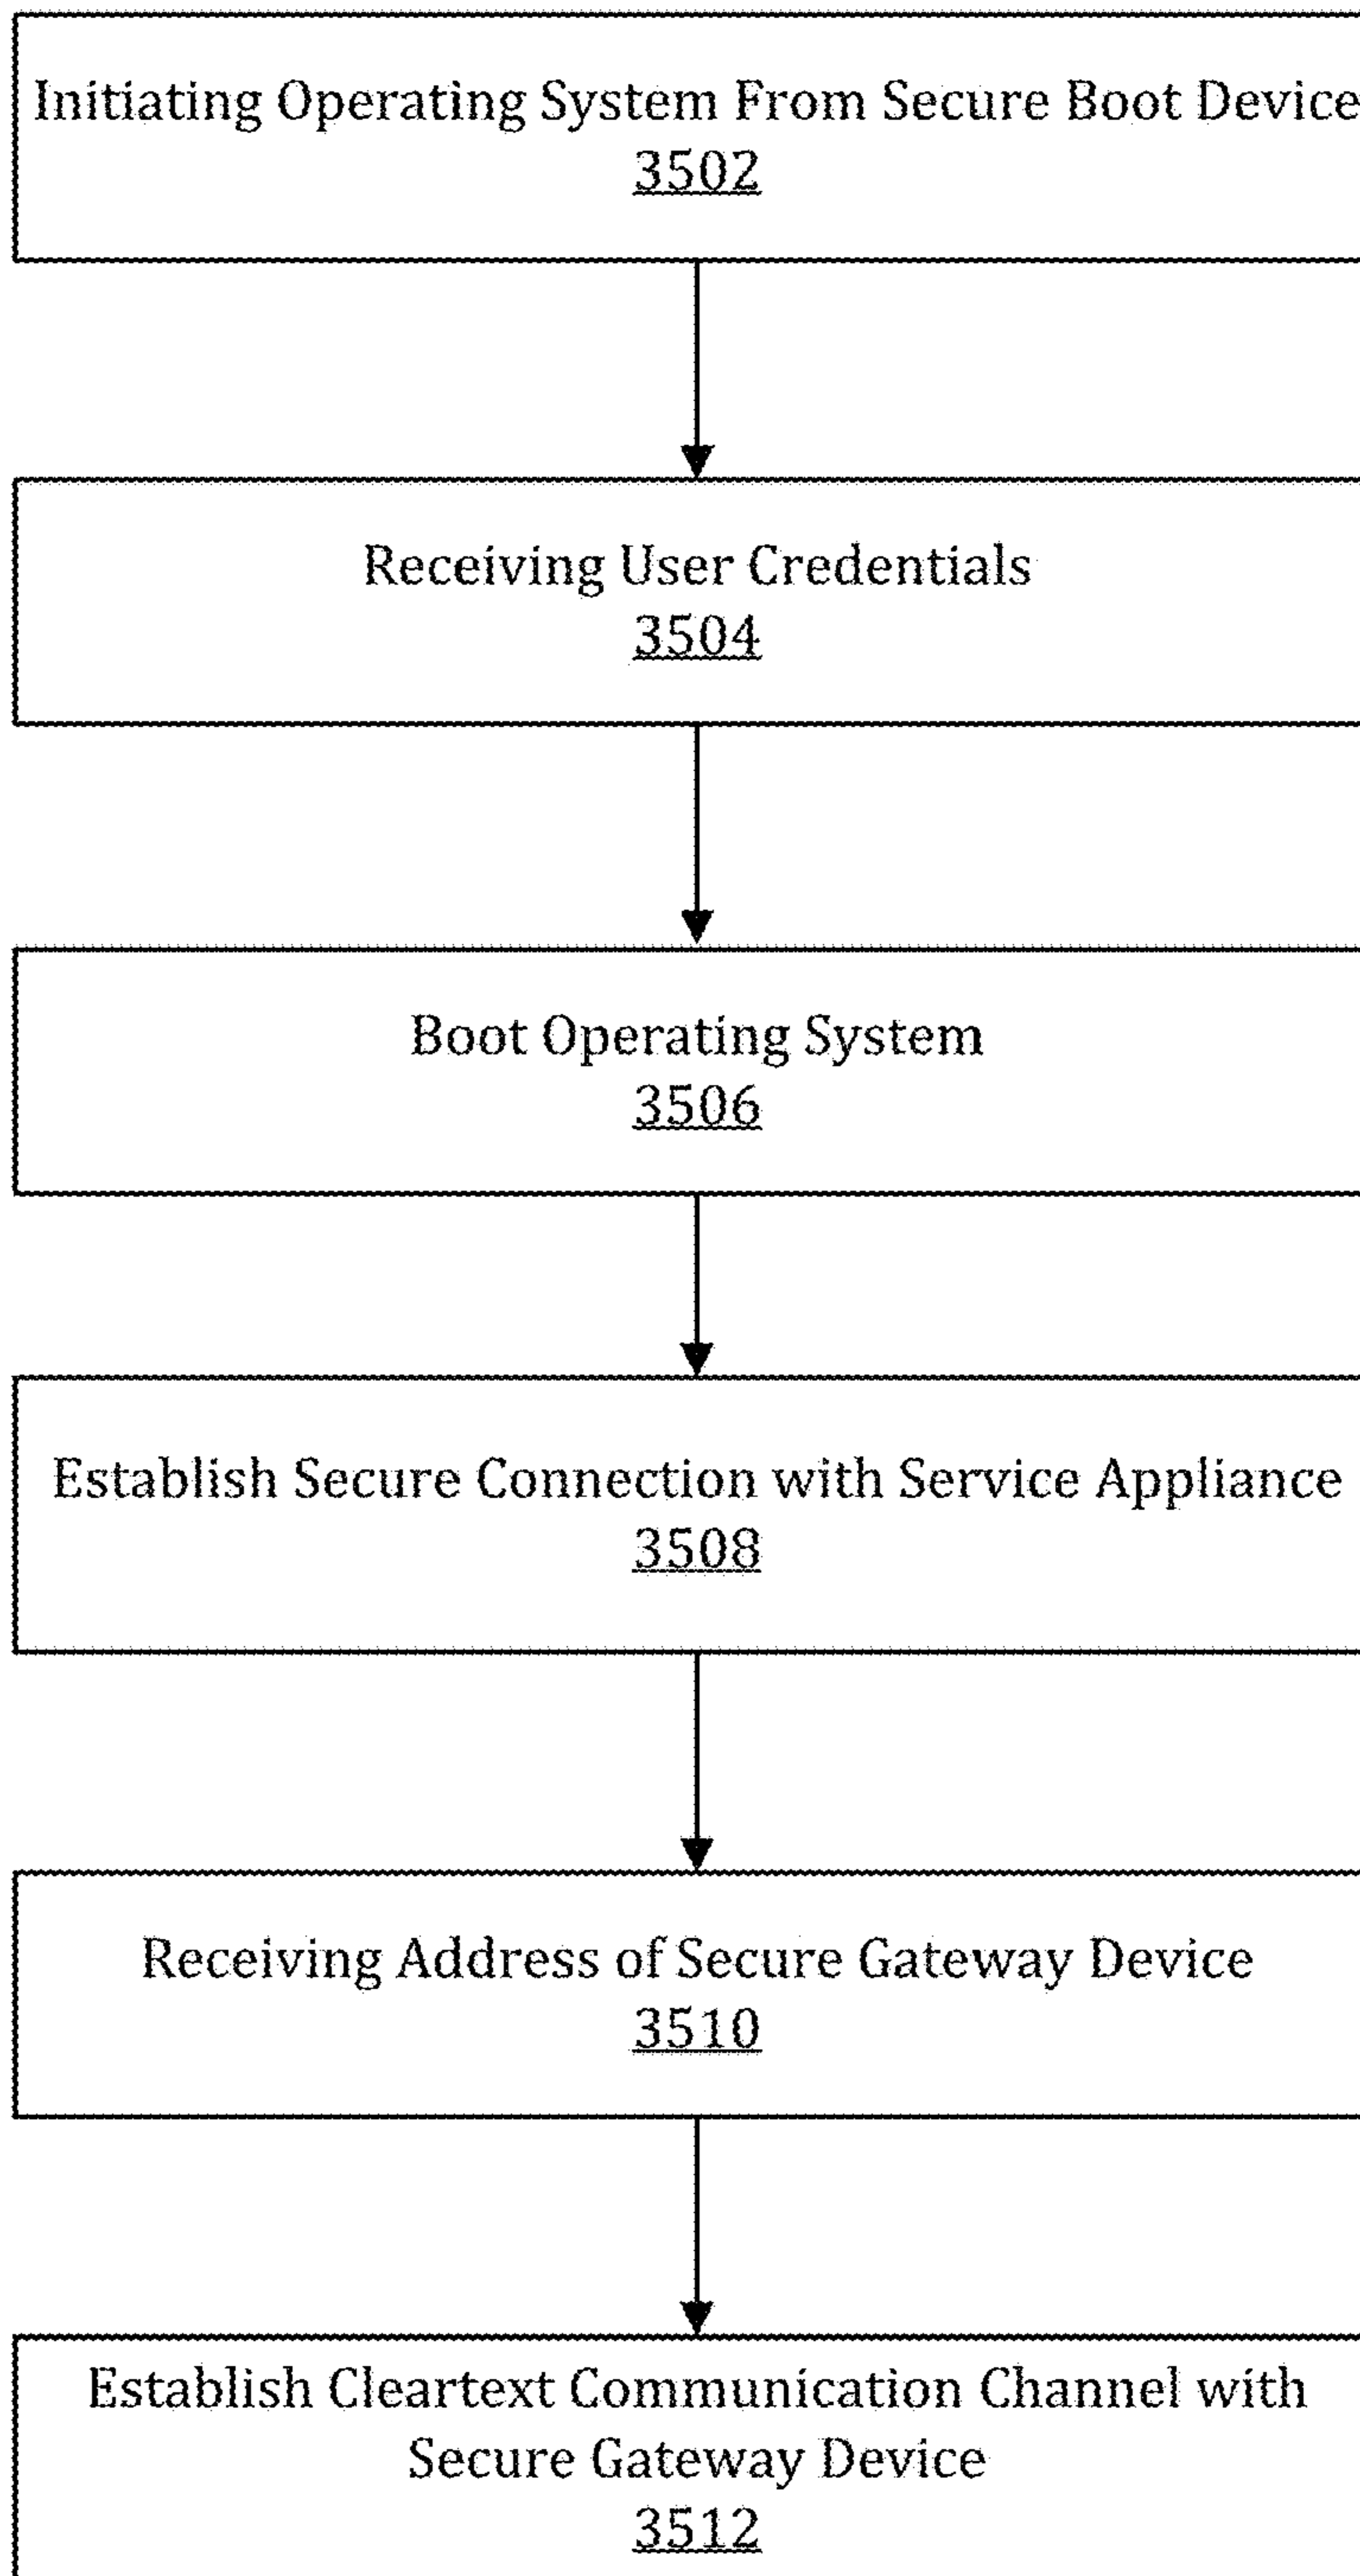 Initiating Operating System From Secure Boot Device
3502
Receiving User Credentials
3504
Boot Operating System
3506
Establish Secure Connection with Service Appliance
3508
Receiving Address of Secure Gateway Device
3510
Establish Cleartext Communication Channel with
Secure Gateway Device
3512